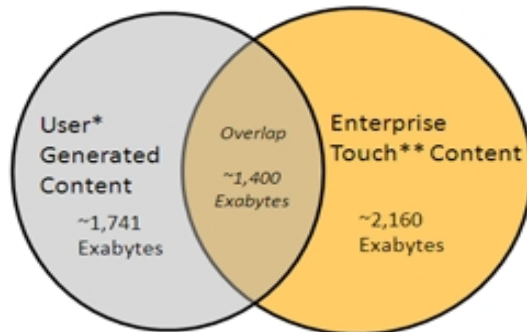 User*
Generated
Content
~1,741
Exabytes
Overlap
~1,400
Exabytes
Enterprise
Touch** Content
~2,160
Exabytes